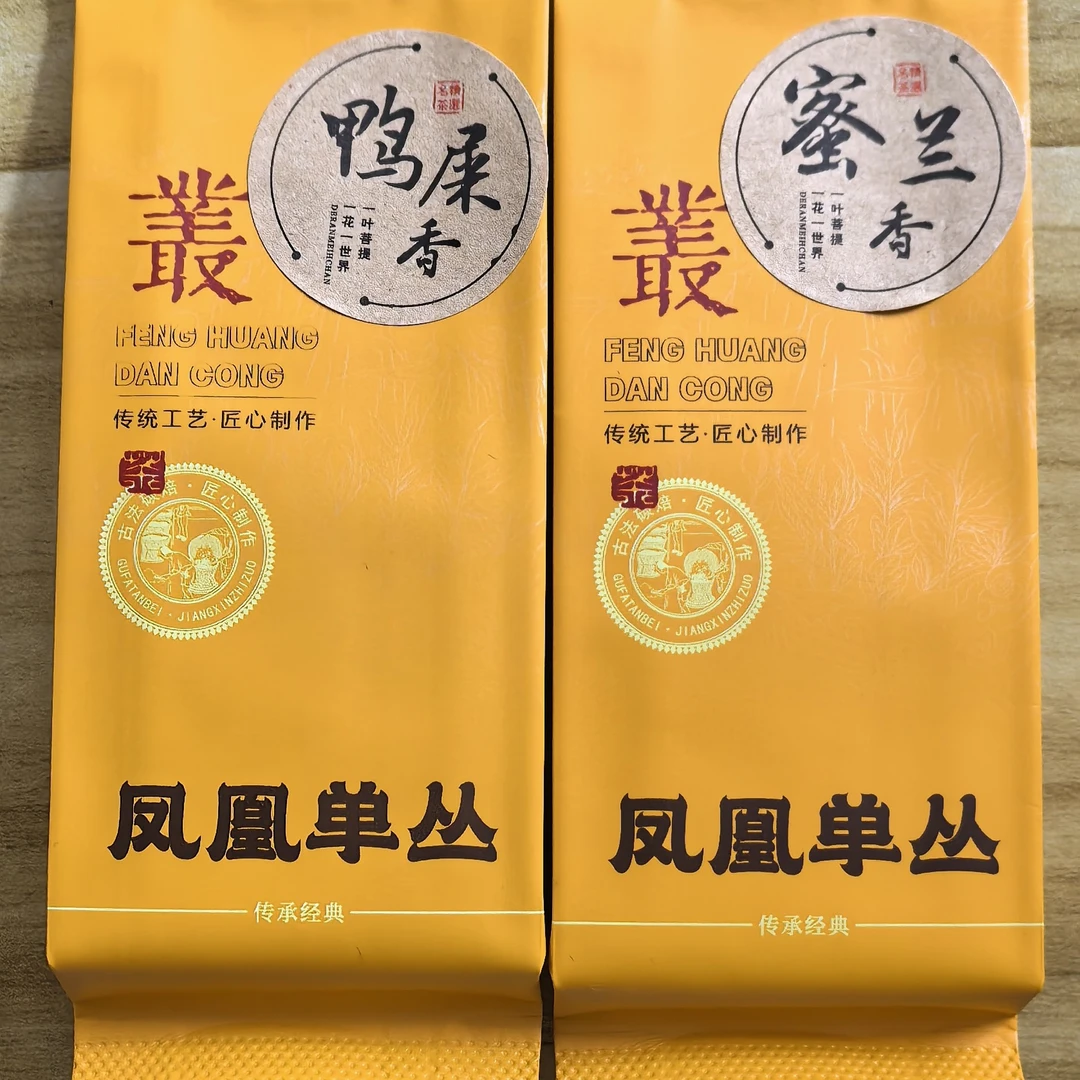 鸭屎香
精選名茶
一叶菩提
一花一世界
DERANMEIHCHAN
叢
FENG HUANG
DAN CONG
传统工艺·匠心制作
茶
古法碳焙·匠心制作
GUFATANBEI·JIANGXINZHIZUO
凤凰单丛
传承经典
蜜兰香
精選名茶
一叶菩提
一花一世界
DERANMEIHCHAN
叢
FENG HUANG
DAN CONG
传统工艺·匠心制作
茶
古法碳焙·匠心制作
GUFATANBEI·JIANGXINZHIZUO
凤凰单丛
传承经典